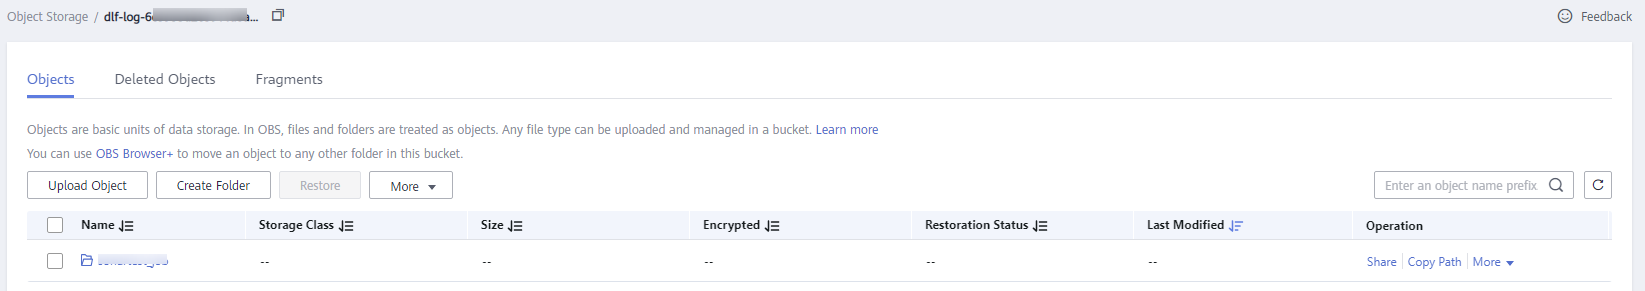 Object Storage / dlf-log-6 a...
Feedback
Objects Deleted Objects Fragments
Objects are basic units of data storage. In OBS, files and folders are treated as objects. Any file type can be uploaded and managed in a bucket. Learn more
You can use OBS Browser+ to move an object to any other folder in this bucket.
Upload Object Create Folder Restore More Enter an object name prefix
Name Storage Class Size Encrypted Restoration Status Last Modified Operation
-- -- -- -- -- Share Copy Path More